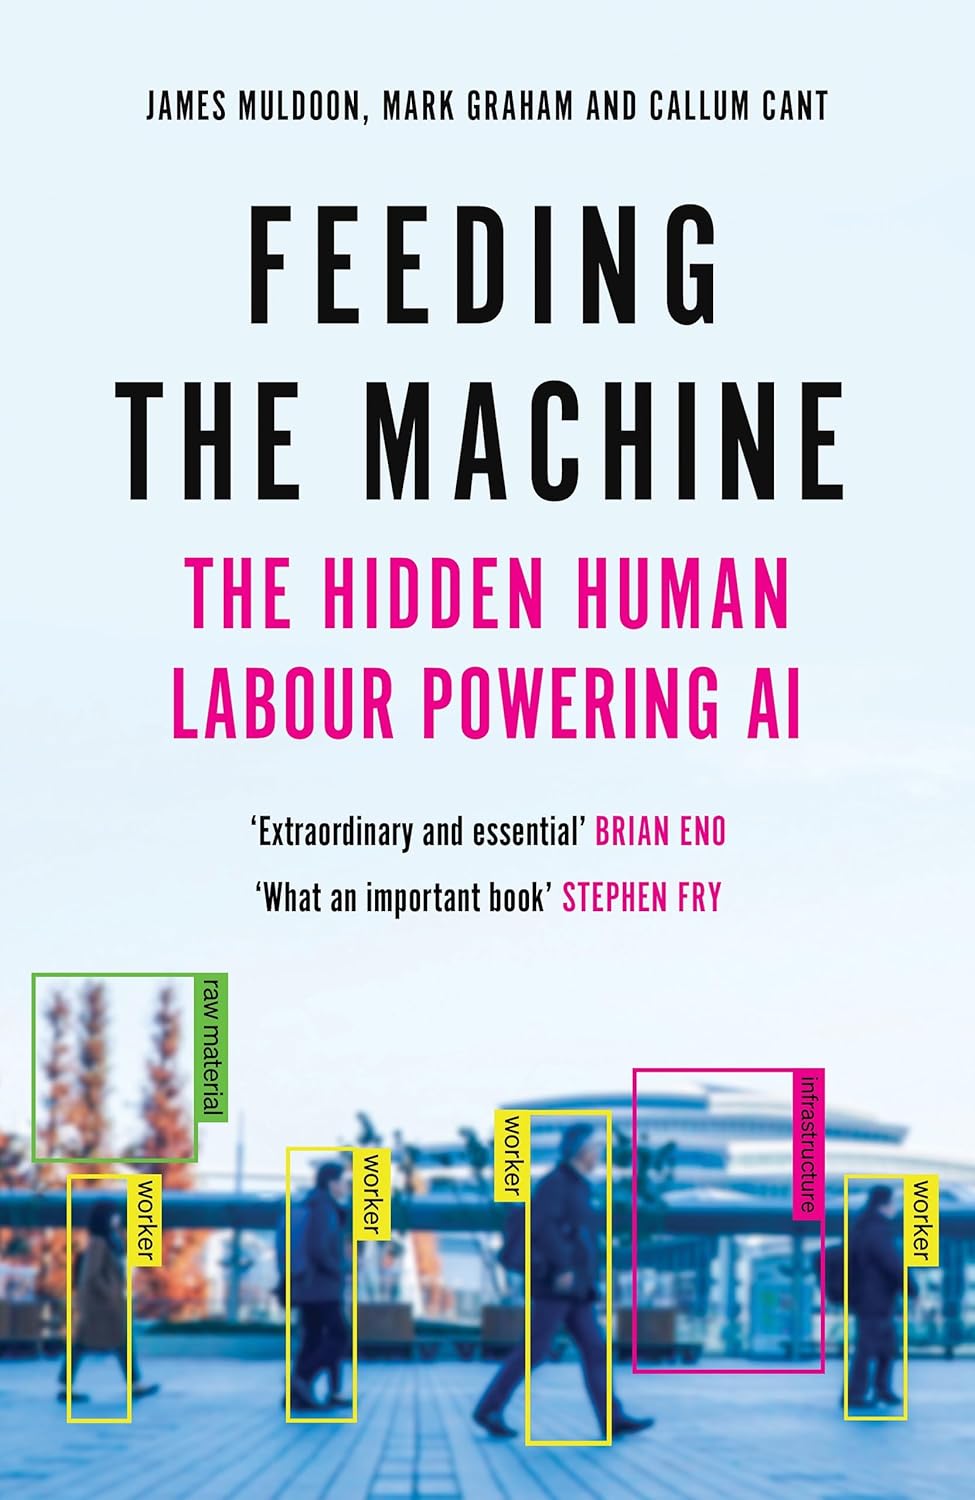 JAMES MULDOON, MARK GRAHAM AND CALLUM CANT
FEEDING
THE MACHINE
THE HIDDEN HUMAN
LABOUR POWERING AI
‘Extraordinary and essential’ BRIAN ENO
‘What an important book’ STEPHEN FRY
raw material
infrastructure
worker
worker
worker
worker